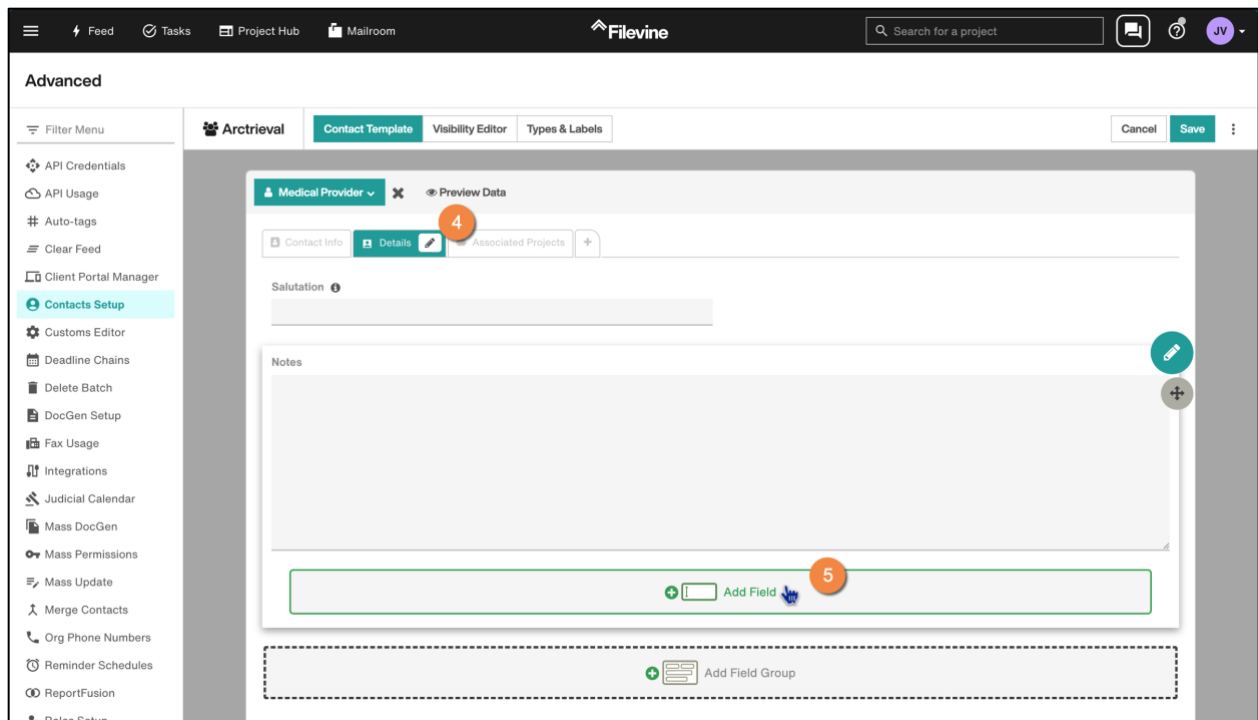 Feed Tasks Project Hub Mailroom Filevine Search for a project JV
Advanced
Filter Menu
Arctrieval Contact Template Visibility Editor Types & Labels Cancel Save
API Credentials
API Usage
Auto-tags
Clear Feed
Client Portal Manager
Contacts Setup
Customs Editor
Deadline Chains
Delete Batch
DocGen Setup
Fax Usage
Integrations
Judicial Calendar
Mass DocGen
Mass Permissions
Mass Update
Merge Contacts
Org Phone Numbers
Reminder Schedules
ReportFusion
Roles Setup
Medical Provider Preview Data
4
Contact Info Details Associated Projects +
Salutation
Notes
5
Add Field
Add Field Group